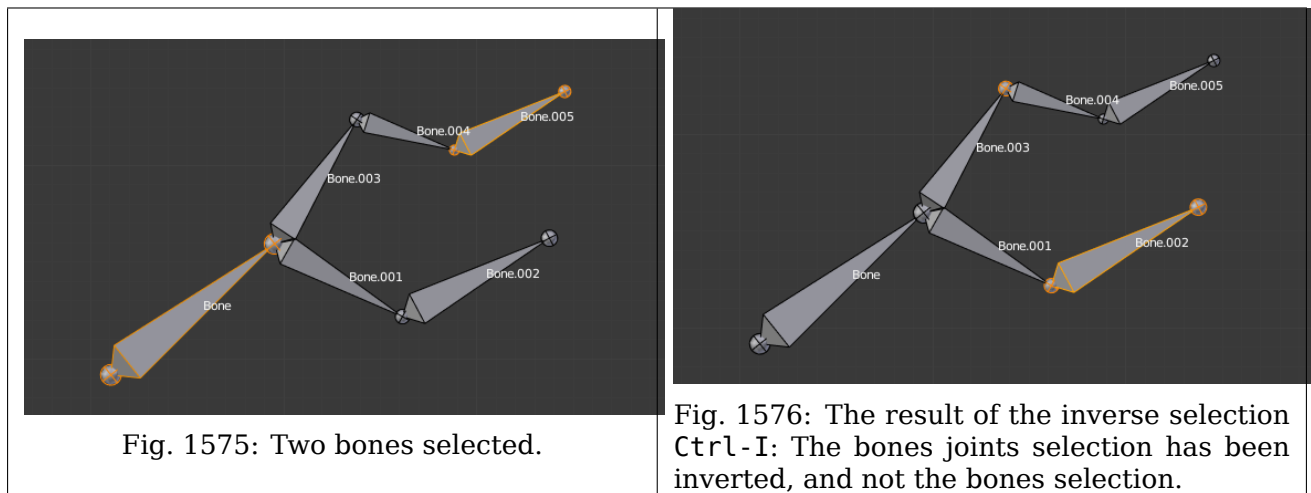 Bone.005
Bone.004
Bone.003
Bone.001
Bone.002
Bone
Fig. 1575: Two bones selected.
Bone.005
Bone.004
Bone.003
Bone.002
Bone.001
Bone
Fig. 1576: The result of the inverse selection
Ctrl-I: The bones joints selection has been
inverted, and not the bones selection.